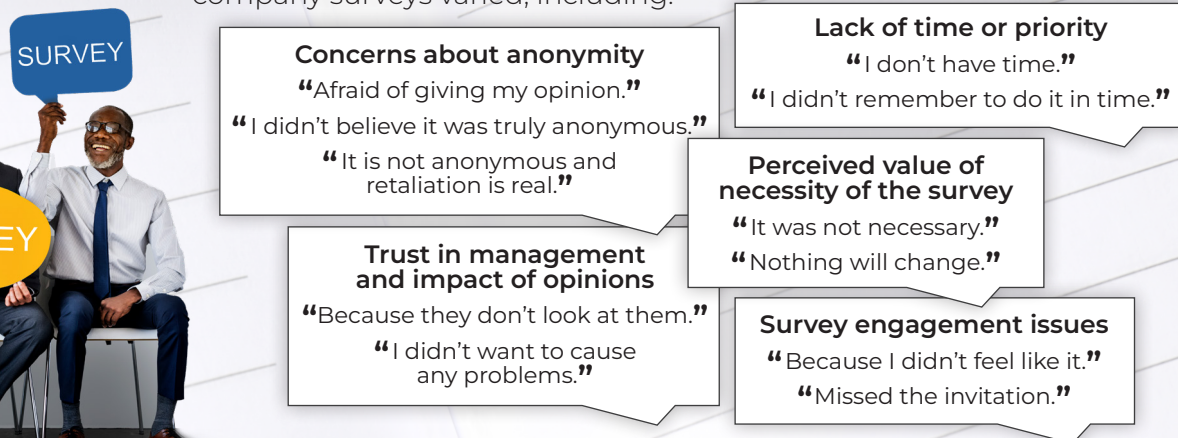 company surveys varied, including:
SURVEY
EY
Concerns about anonymity
“Afraid of giving my opinion.”
“I didn’t believe it was truly anonymous.”
“It is not anonymous and
retaliation is real.”
Lack of time or priority
“I don’t have time.”
“I didn’t remember to do it in time.”
Perceived value of
necessity of the survey
“It was not necessary.”
“Nothing will change.”
Trust in management
and impact of opinions
“Because they don’t look at them.”
“I didn’t want to cause
any problems.”
Survey engagement issues
“Because I didn’t feel like it.”
“Missed the invitation.”